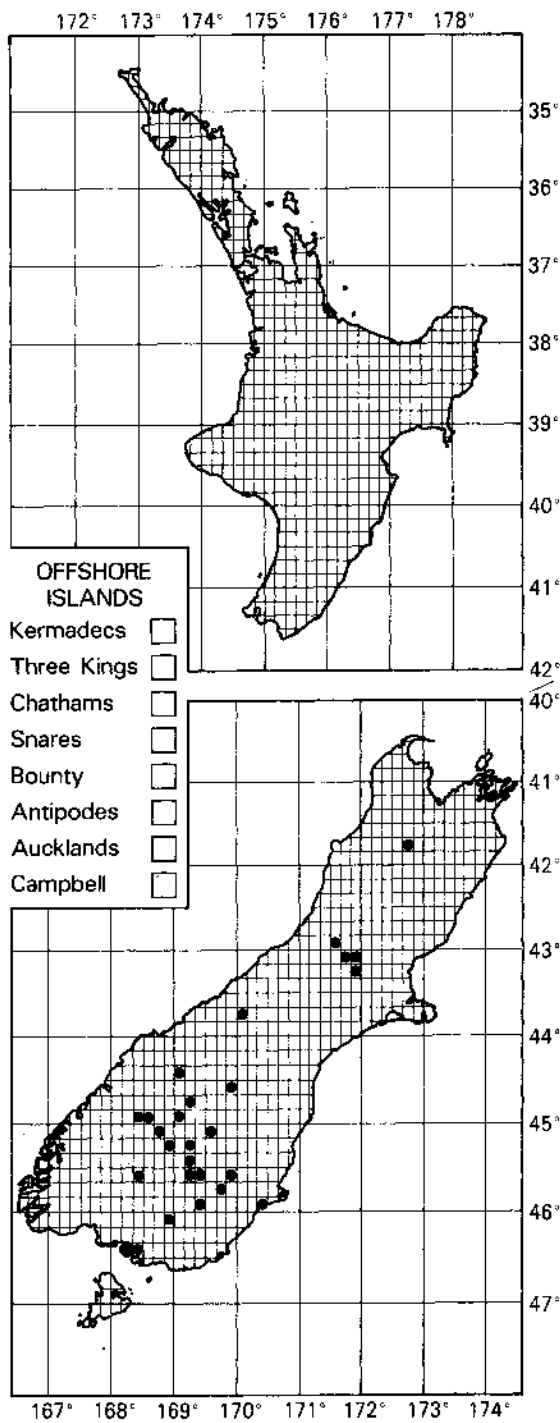 172° 173° 174° 175° 176° 177° 178°
35°
36°
37°
38°
39°
40°
41°
42°
OFFSHORE
ISLANDS
Kermadecs
Three Kings
Chathams
Snares
Bounty
Antipodes
Aucklands
Campbell
40°
41°
42°
43°
44°
45°
46°
47°
167° 168° 169° 170° 171° 172° 173° 174°